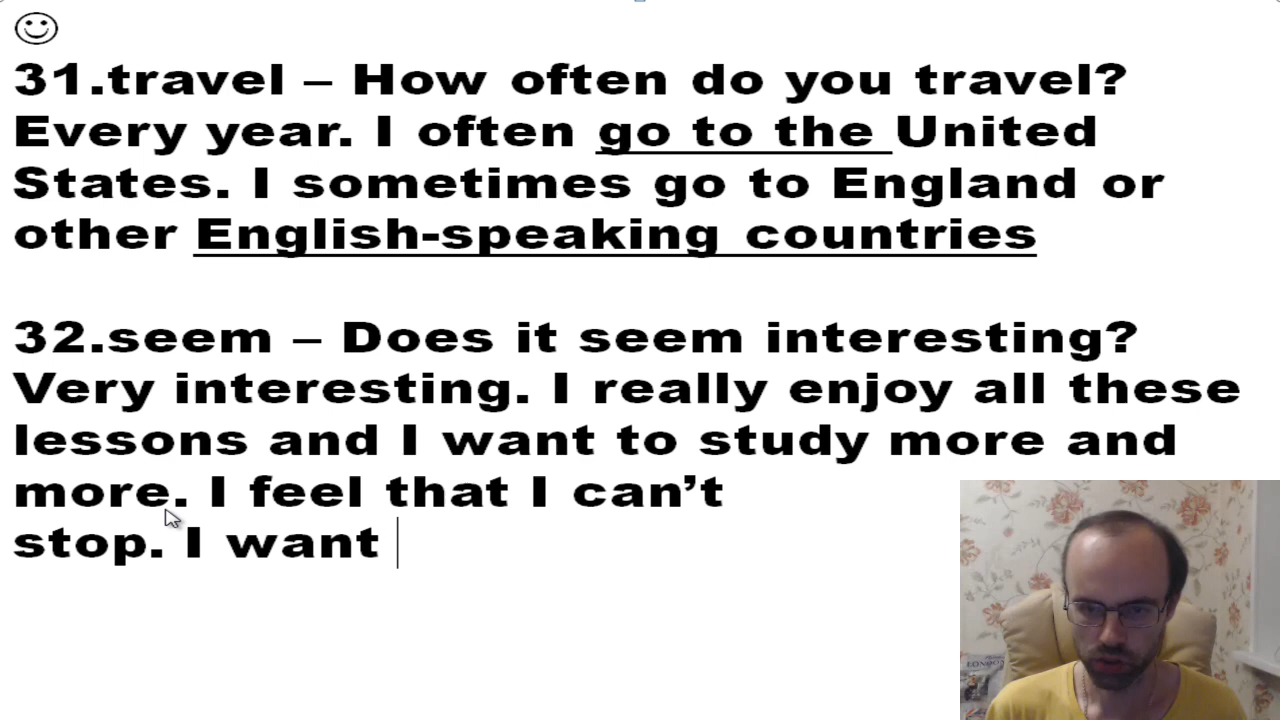 31.travel – How often do you travel?
Every year. I often go to the United
States. I sometimes go to England or
other English-speaking countries
32.seem – Does it seem interesting?
Very interesting. I really enjoy all these
lessons and I want to study more and
more. I feel that I can’t
stop. I want
LONDON